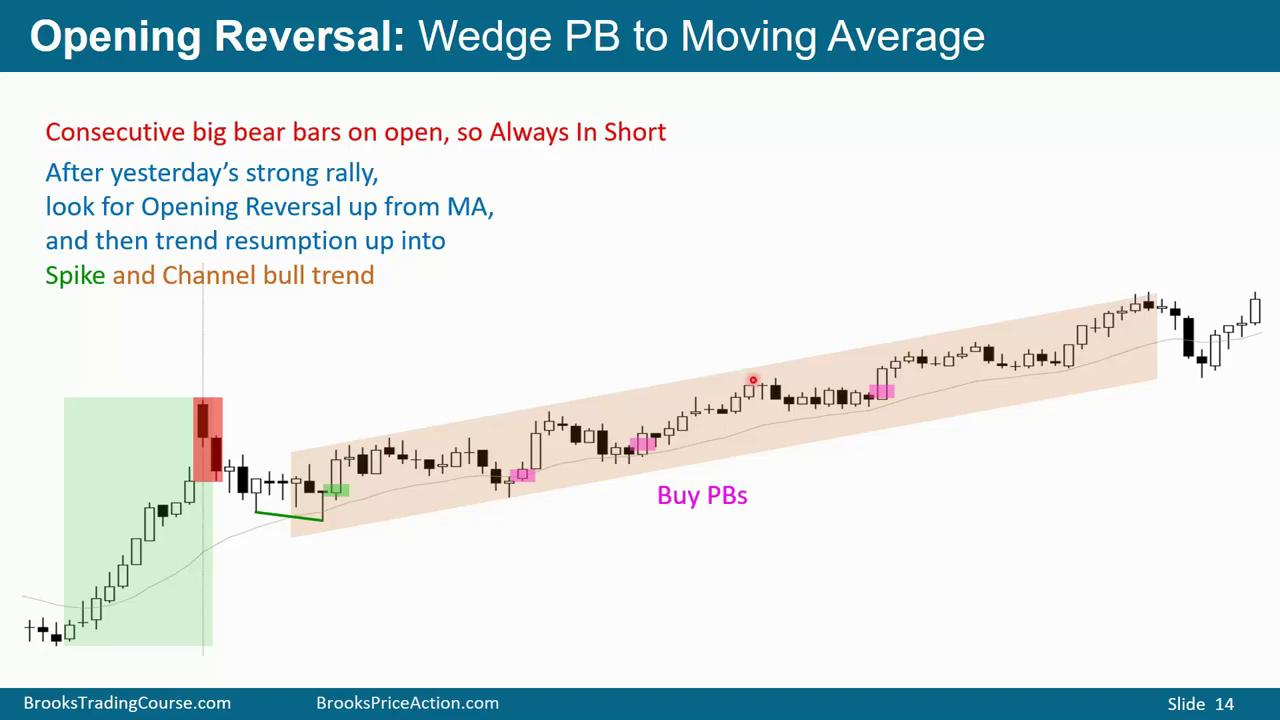 Opening Reversal: Wedge PB to Moving Average
Consecutive big bear bars on open, so Always In Short
After yesterday’s strong rally,
look for Opening Reversal up from MA,
and then trend resumption up into
Spike and Channel bull trend
Buy PBs
BrooksTradingCourse.com
BrooksPriceAction.com
Slide 14